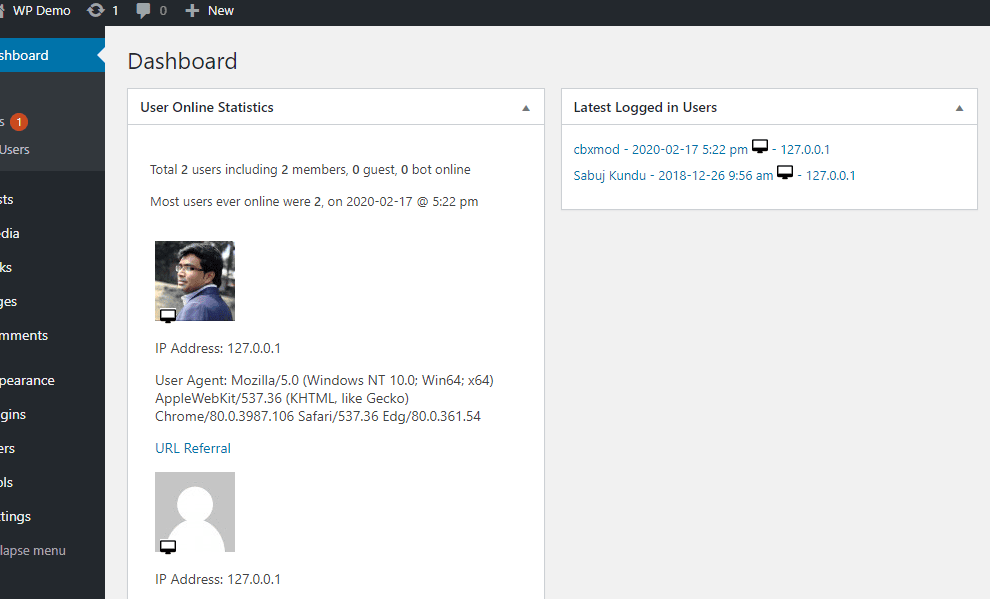 WP Demo 1 0 New
shboard
s 1
Users
sts
dia
ks
ges
mments
pearance
gins
ers
ols
ttings
lapse menu
Dashboard
User Online Statistics
Total 2 users including 2 members, 0 guest, 0 bot online
Most users ever online were 2, on 2020-02-17 @ 5:22 pm
IP Address: 127.0.0.1
User Agent: Mozilla/5.0 (Windows NT 10.0; Win64; x64)
AppleWebKit/537.36 (KHTML, like Gecko)
Chrome/80.0.3987.106 Safari/537.36 Edg/80.0.361.54
URL Referral
IP Address: 127.0.0.1
Latest Logged in Users
cbxmod - 2020-02-17 5:22 pm - 127.0.0.1
Sabuj Kundu - 2018-12-26 9:56 am - 127.0.0.1